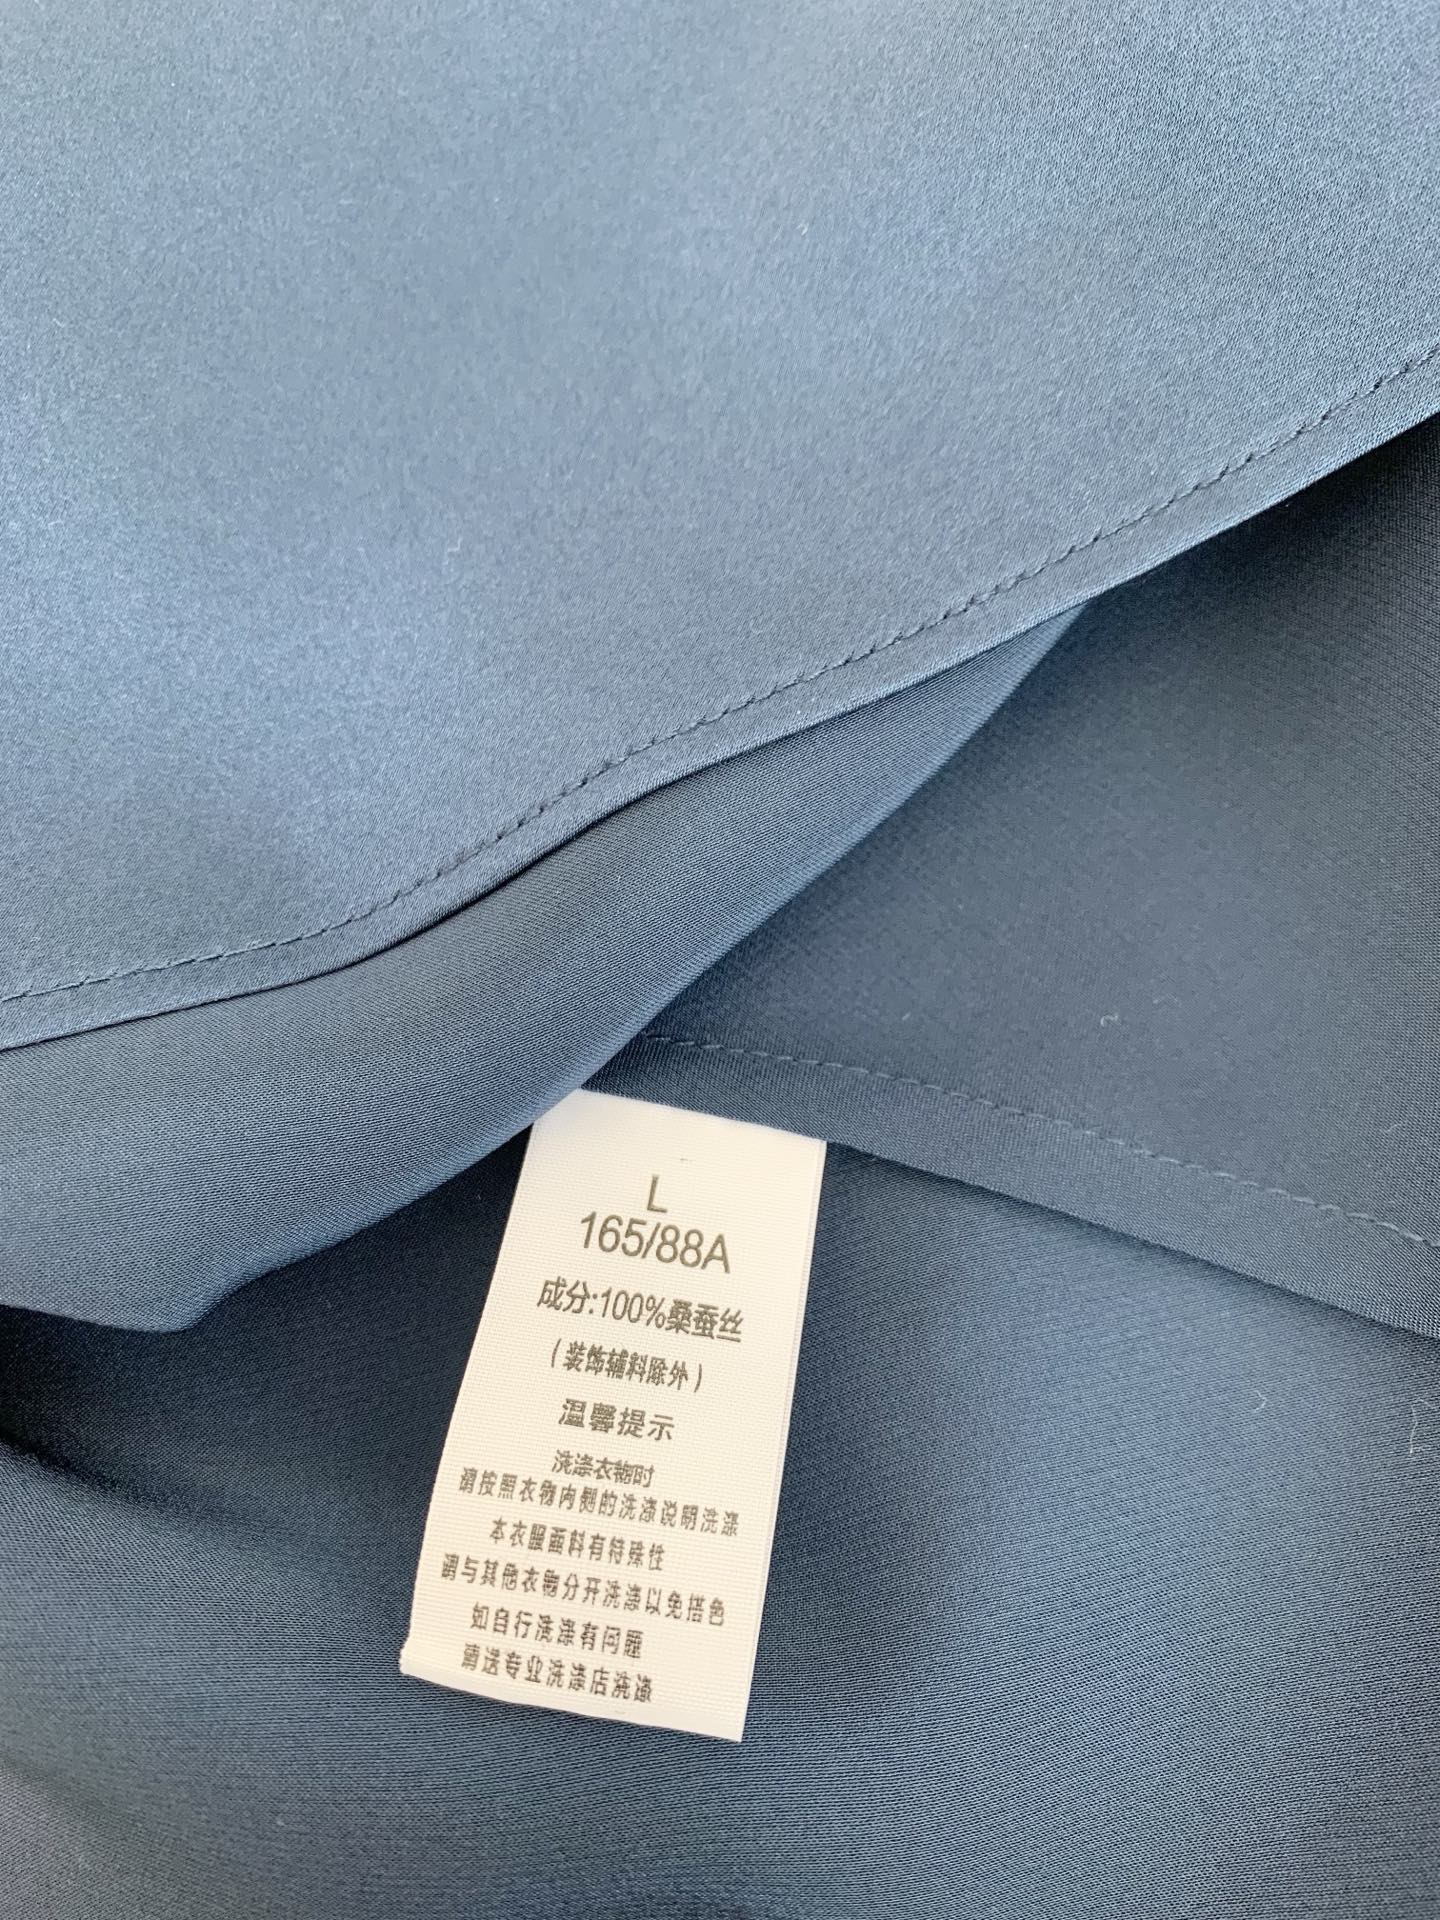 L
165/88A
成分:100%桑蚕丝
(装饰辅料除外)
温馨提示
洗涤衣物时
请按照衣物内侧的洗涤说明洗涤
本衣服面料有特殊性
请与其他衣物分开洗涤以免搭色
如自行洗涤有问题
请送专业洗涤店洗涤